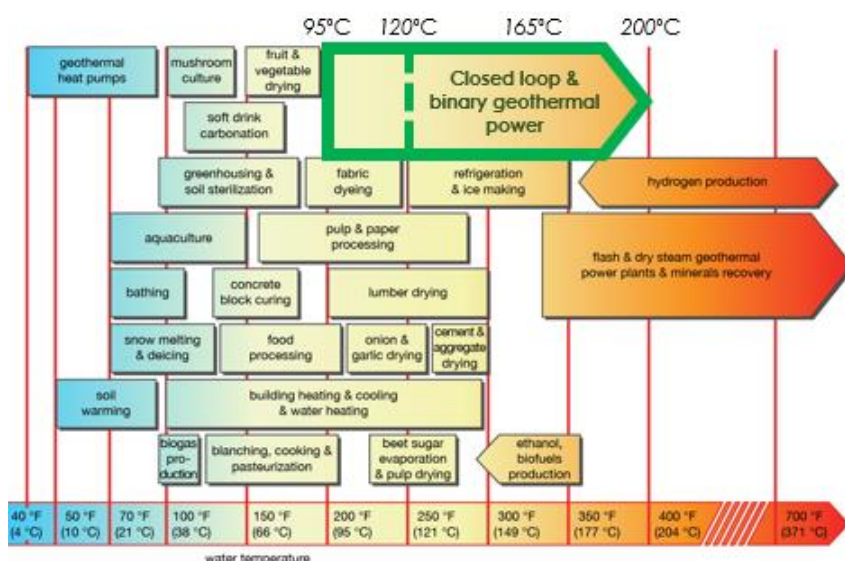 95°C
120°C
165°C
200°C
geothermal
heat pumps
mushroom
culture
fruit &
vegetable
drying
Closed loop &
binary geothermal
power
soft drink
carbonation
greenhousing &
soil sterilization
fabric
dyeing
refrigeration
& ice making
hydrogen production
aquaculture
pulp & paper
processing
flash & dry steam geothermal
power plants & minerals recovery
bathing
concrete
block curing
lumber drying
snow melting
& deicing
food
processing
onion &
garlic drying
cement &
aggregate
drying
soil
warming
building heating & cooling
& water heating
biogas
pro-
duction
blanching, cooking &
pasteurization
beet sugar
evaporation
& pulp drying
ethanol,
biofuels
production
40 °F
(4 °C)
50 °F
(10 °C)
70 °F
(21 °C)
100 °F
(38 °C)
150 °F
(66 °C)
200 °F
(95 °C)
250 °F
(121 °C)
300 °F
(149 °C)
350 °F
(177 °C)
400 °F
(204 °C)
700 °F
(371 °C)
water temperature